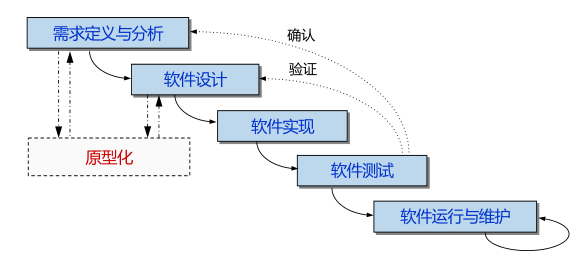 需求定义与分析
确认
软件设计
验证
软件实现
原型化
软件测试
软件运行与维护